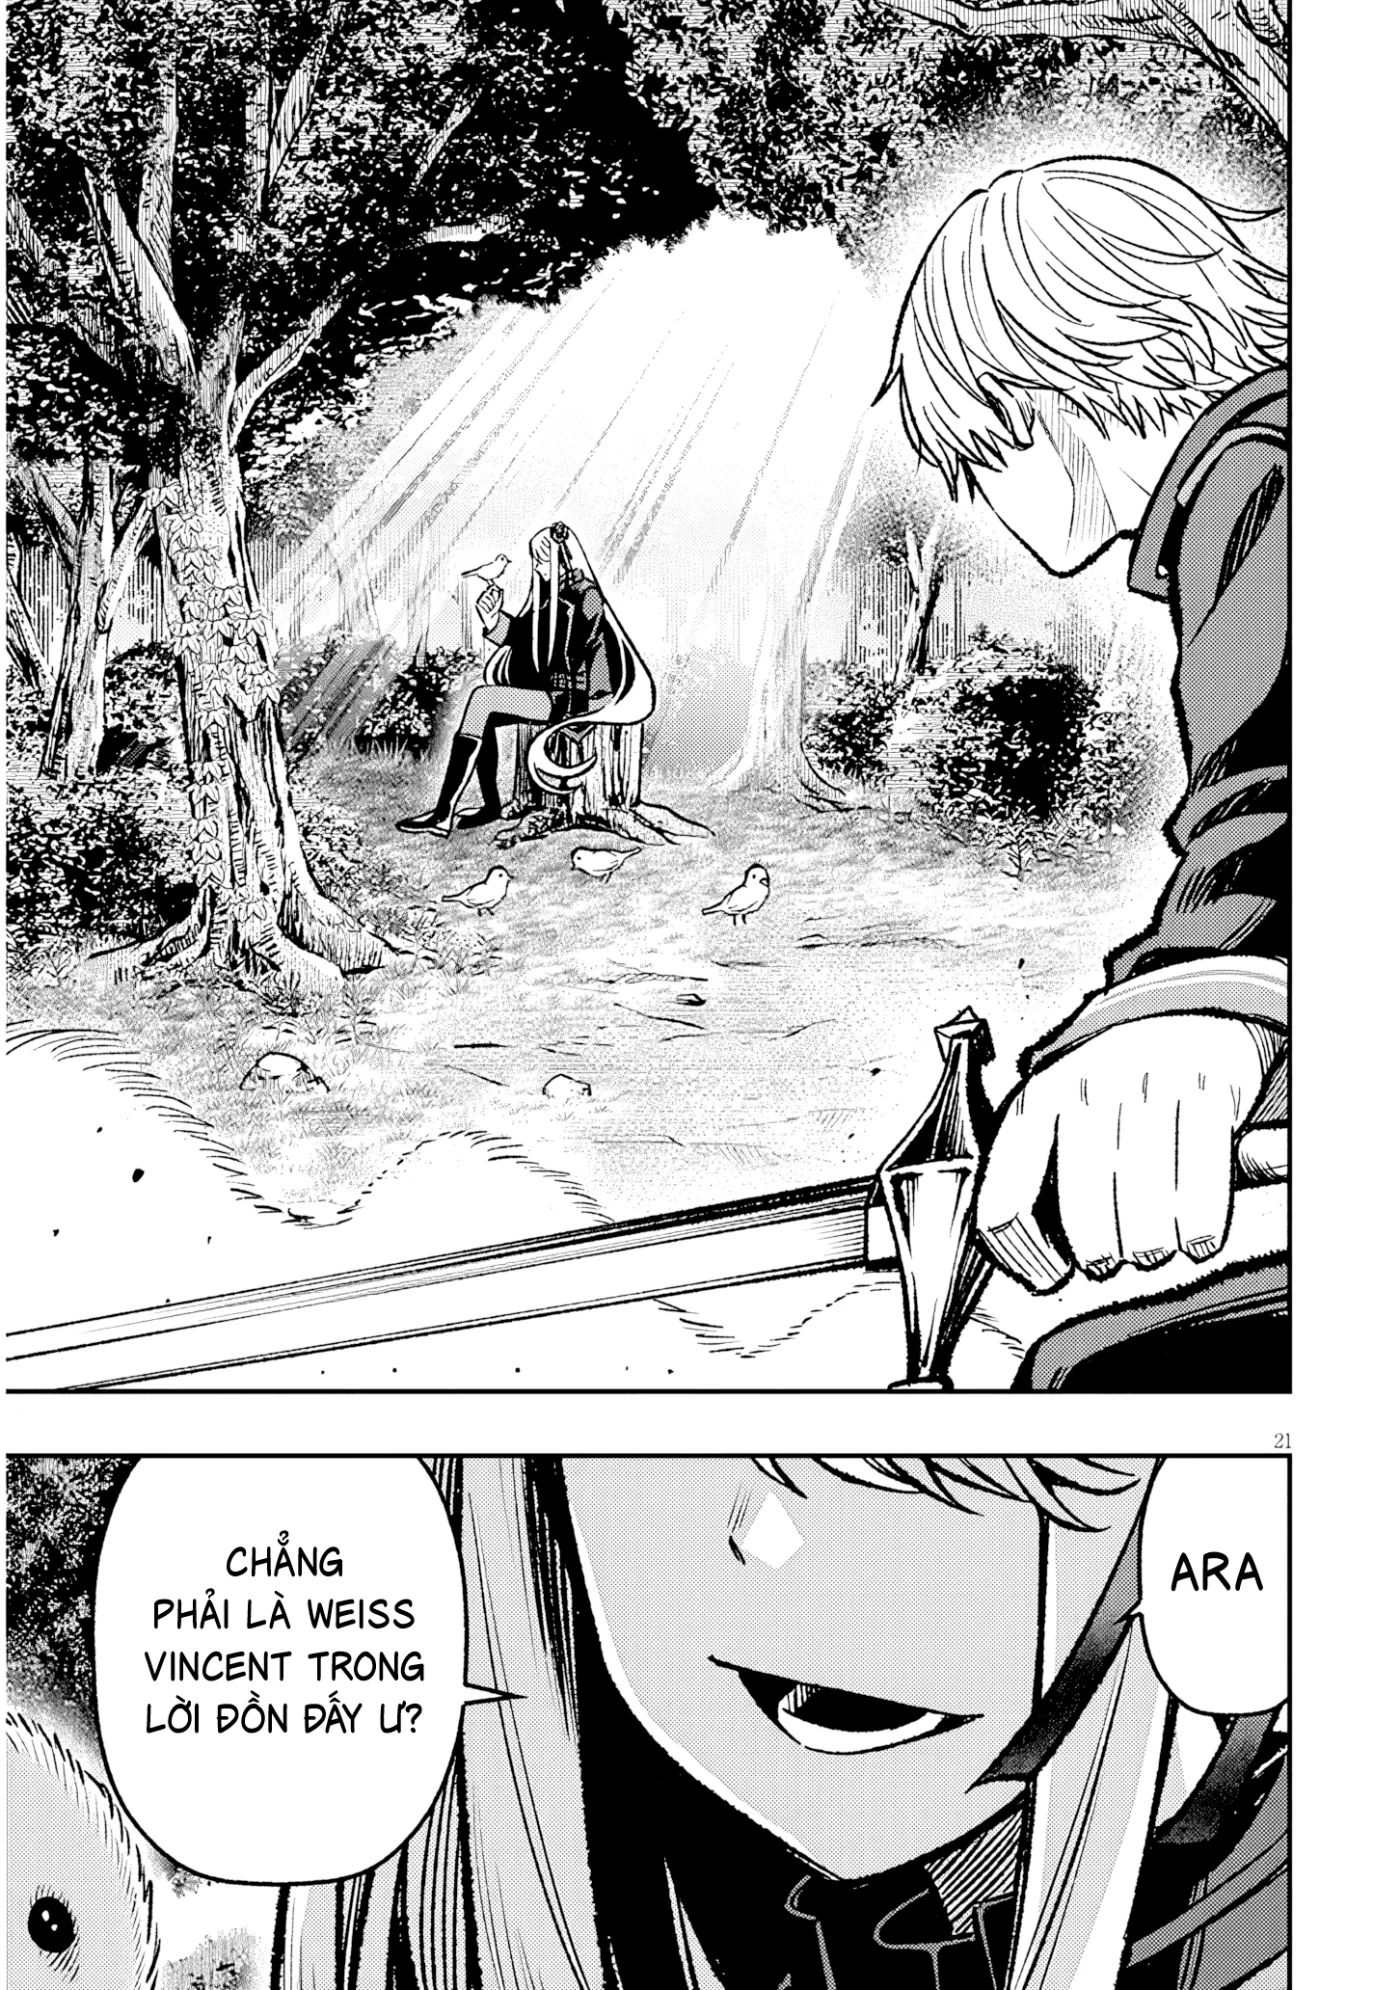 21
ARA
CHẲNG
PHẢI LÀ WEISS
VINCENT TRONG
LỜI ĐỒN ĐẤY Ư?